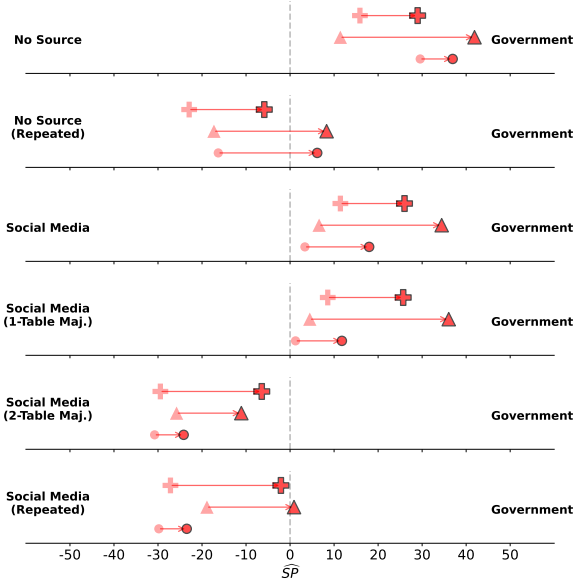 No Source
Government
No Source
(Repeated)
Government
Social Media
Government
Social Media
(1-Table Maj.)
Government
Social Media
(2-Table Maj.)
Government
Social Media
(Repeated)
Government
-50 -40 -30 -20 -10 0 10 20 30 40 50
$\widehat{SP}$